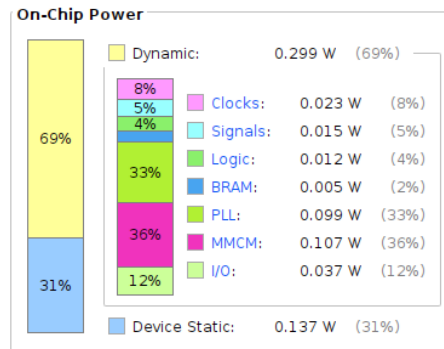 On-Chip Power
Dynamic: 0.299 W (69%)
69%
31%
8%
5%
4%
33%
36%
12%
Clocks: 0.023 W (8%)
Signals: 0.015 W (5%)
Logic: 0.012 W (4%)
BRAM: 0.005 W (2%)
PLL: 0.099 W (33%)
MMCM: 0.107 W (36%)
I/O: 0.037 W (12%)
Device Static: 0.137 W (31%)